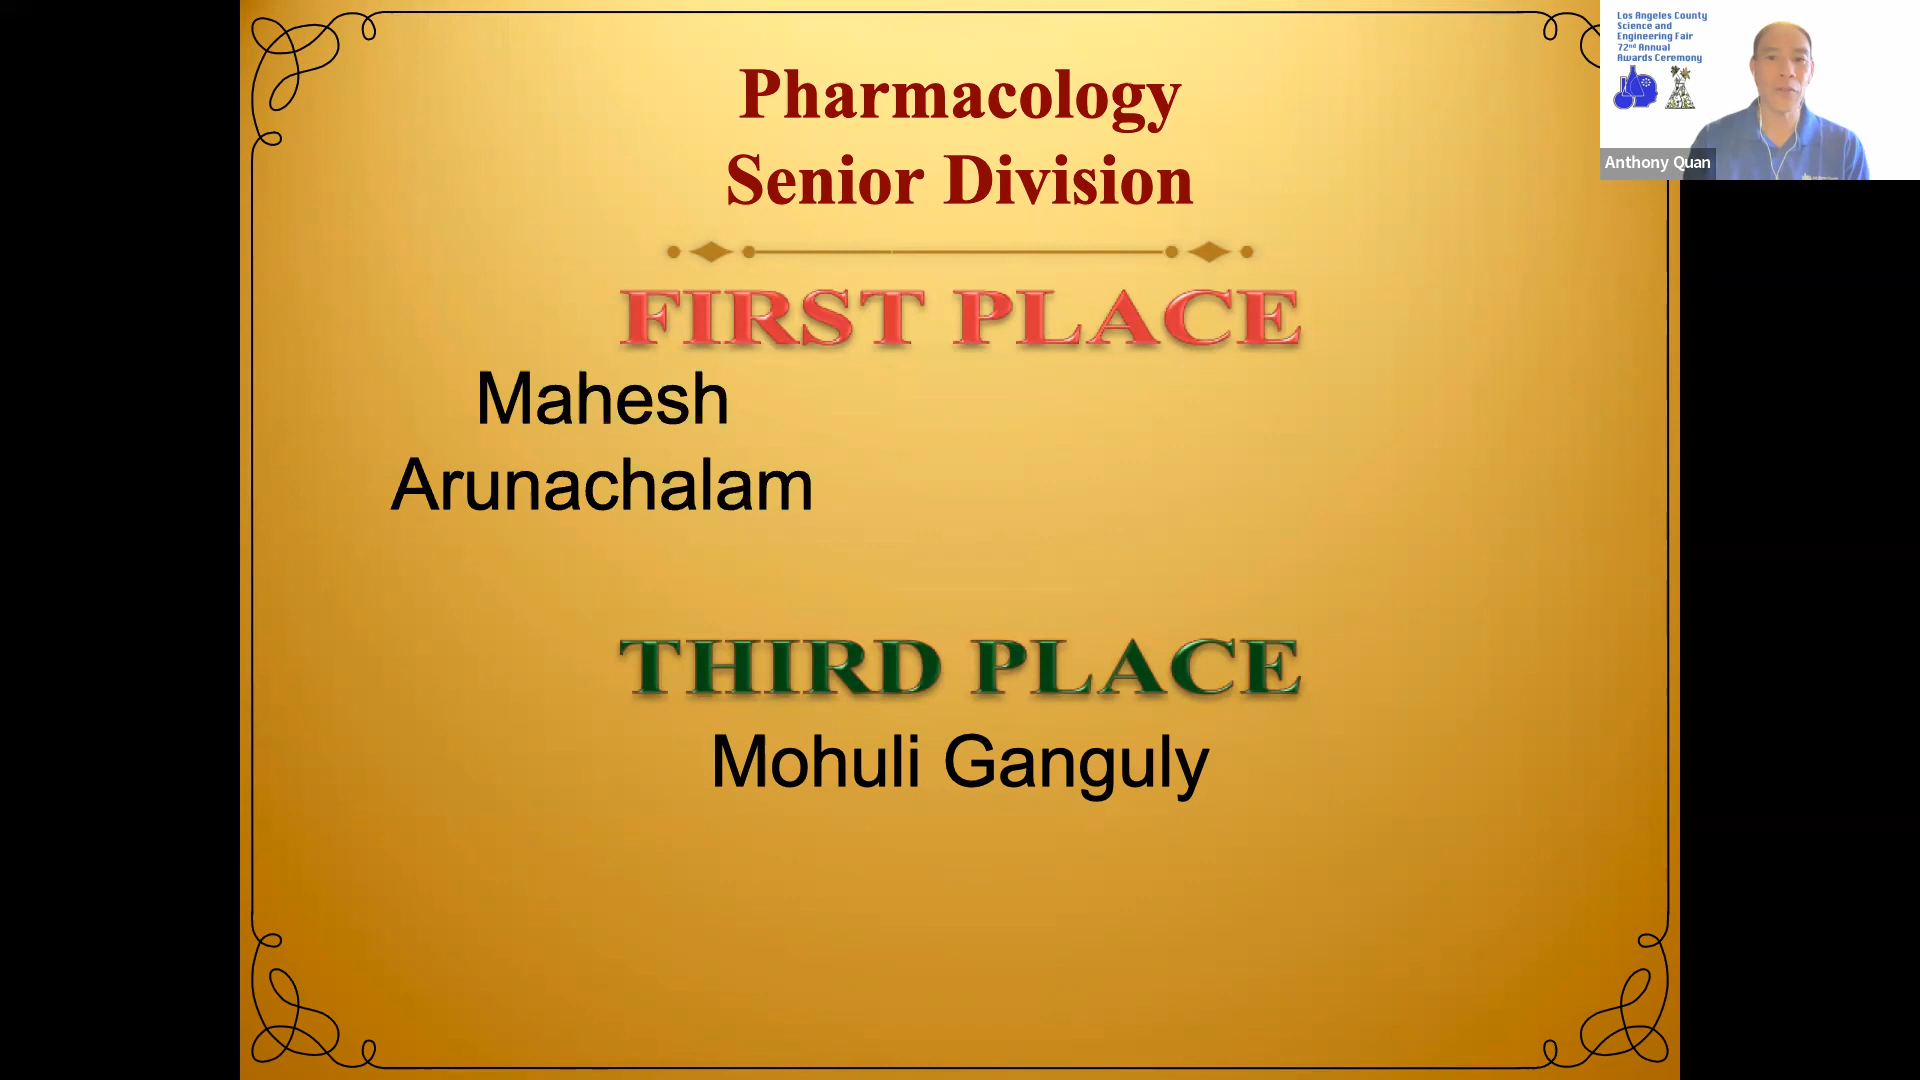 Pharmacology
Senior Division
FIRST PLACE
Mahesh
Arunachalam
THIRD PLACE
Mohuli Ganguly
Los Angeles County
Science and
Engineering Fair
72nd Annual
Awards Ceremony
Anthony Quan